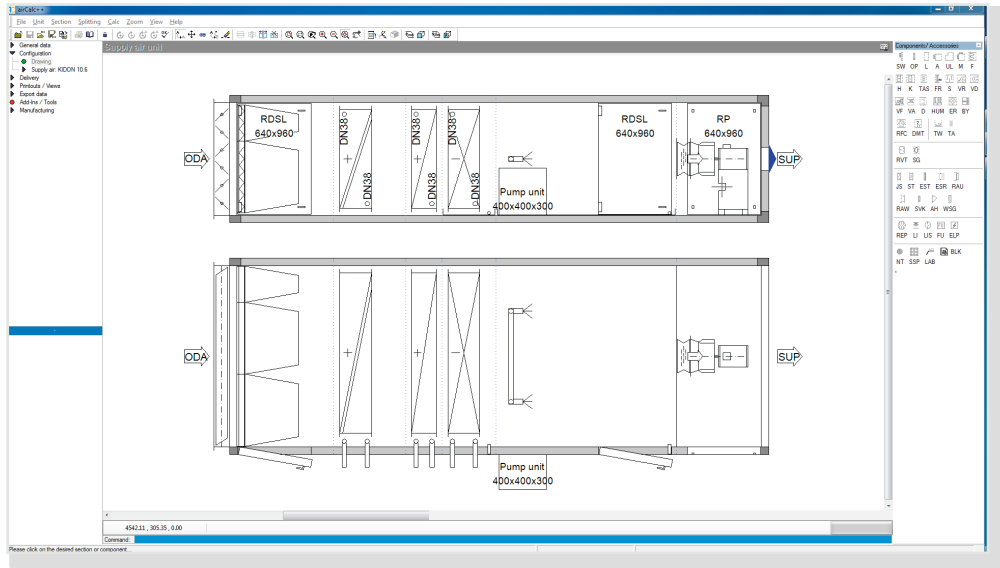 airCalc++
File Unit Section Splitting Calc Zoom View Help
General data
Configuration
Drawing
Supply air: KIDON 10.6
Delivery
Printouts / Views
Export data
Add-Ins / Tools
Manufacturing
Supply air unit
RDSL
640x960
DN38
DN38
DN38
DN38
DN38
RDSL
640x960
RP
640x960
ODA
SUP
Pump unit
400x400x300
ODA
SUP
Pump unit
400x400x300
Components/ Accessories
SW OP L A UL M F
H K TAS FR S VR VD
VF VA D HUM ER BY
RFC DMT TW TA
RVT SG
JS ST EST ESR RAU
RAW SVK AH WSG
REP LI LIS FU ELP
BLK
NT SSP LAB
4542.11 , 305.35 , 0.00
Command:
Please click on the desired section or component...